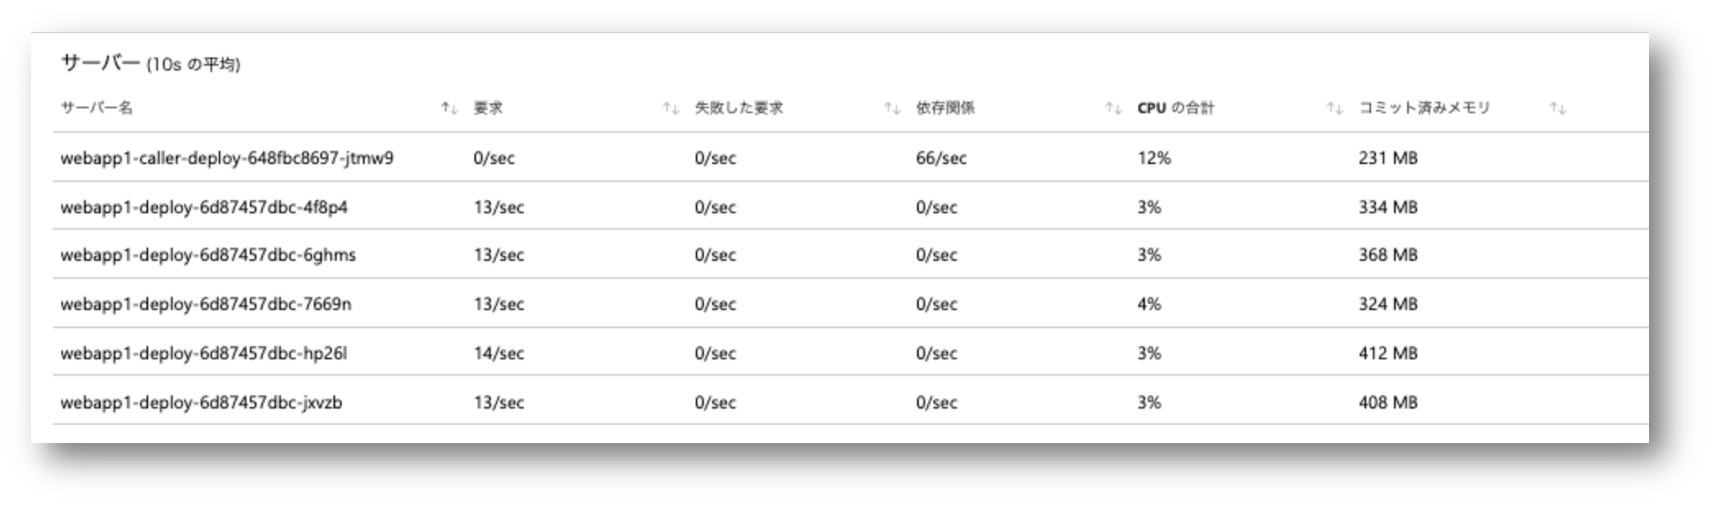 サーバー (10s の平均)
サーバー名 ↑↓ 要求 ↑↓ 失敗した要求 ↑↓ 依存関係 ↑↓ CPU の合計 ↑↓ コミット済みメモリ ↑↓
webapp1-caller-deploy-648fbc8697-jtmw9 0/sec 0/sec 66/sec 12% 231 MB
webapp1-deploy-6d87457dbc-4f8p4 13/sec 0/sec 0/sec 3% 334 MB
webapp1-deploy-6d87457dbc-6ghms 13/sec 0/sec 0/sec 3% 368 MB
webapp1-deploy-6d87457dbc-7669n 13/sec 0/sec 0/sec 4% 324 MB
webapp1-deploy-6d87457dbc-hp26l 14/sec 0/sec 0/sec 3% 412 MB
webapp1-deploy-6d87457dbc-jxvzb 13/sec 0/sec 0/sec 3% 408 MB